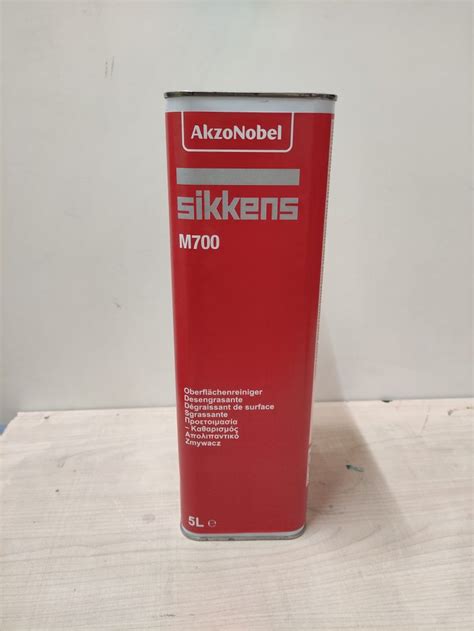 AkzoNobel
sikkens
M700
Oberflächenreiniger
Desengrasante
Dégraissant de surface
Sgrassante
Προετοιμασία
– Καθαρισμός
Απολιπαντικό
Zmywacz
5L e